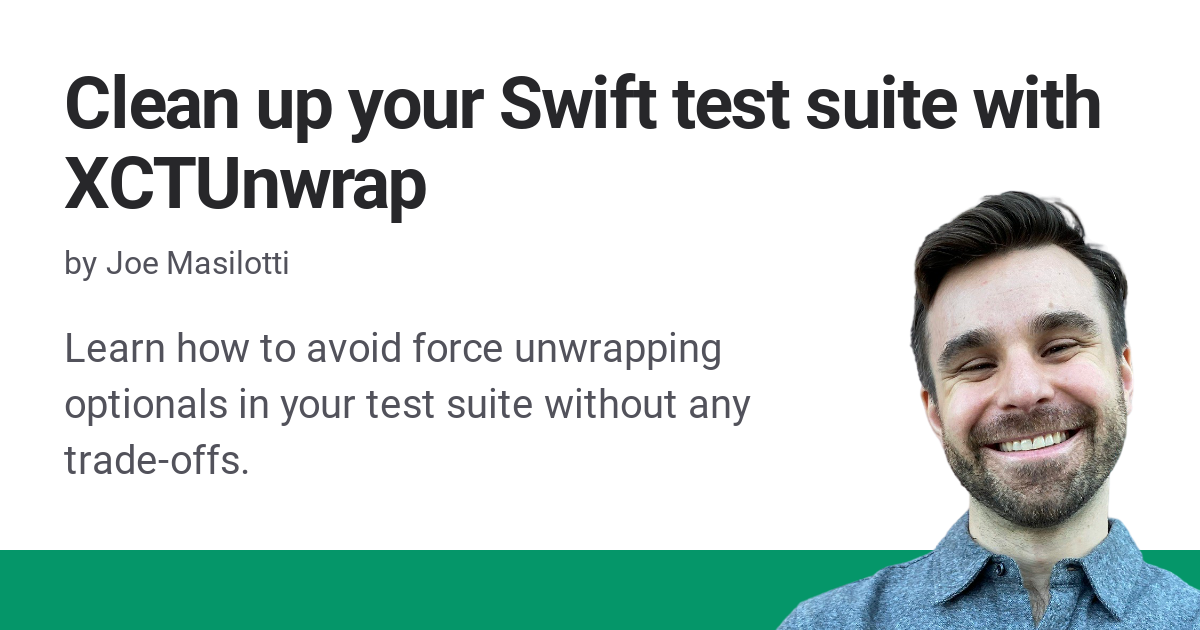 Clean up your Swift test suite with
XCTUnwrap
by Joe Masilotti
Learn how to avoid force unwrapping
optionals in your test suite without any
trade-offs.